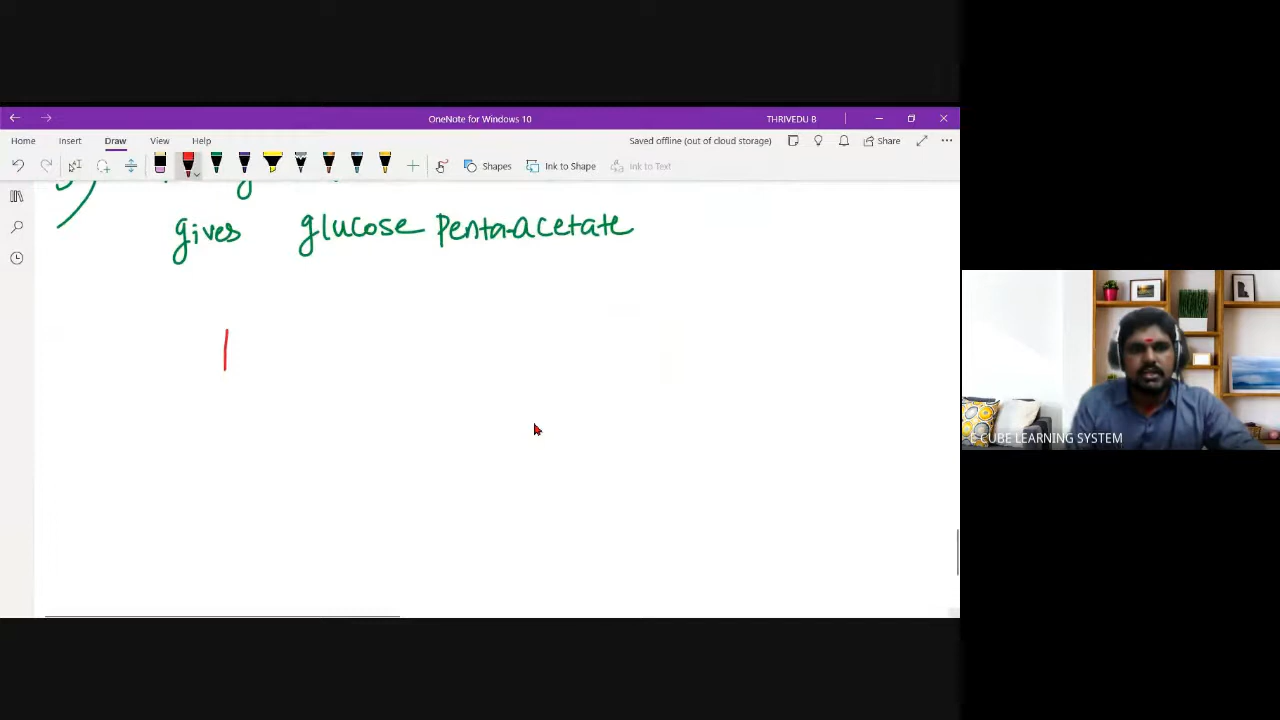 OneNote for Windows 10
THRIVEDU B
Home Insert Draw View Help
Saved offline (out of cloud storage)
Share
Shapes
Ink to Shape
Ink to Text
gives glucose penta-acetate
E CUBE LEARNING SYSTEM